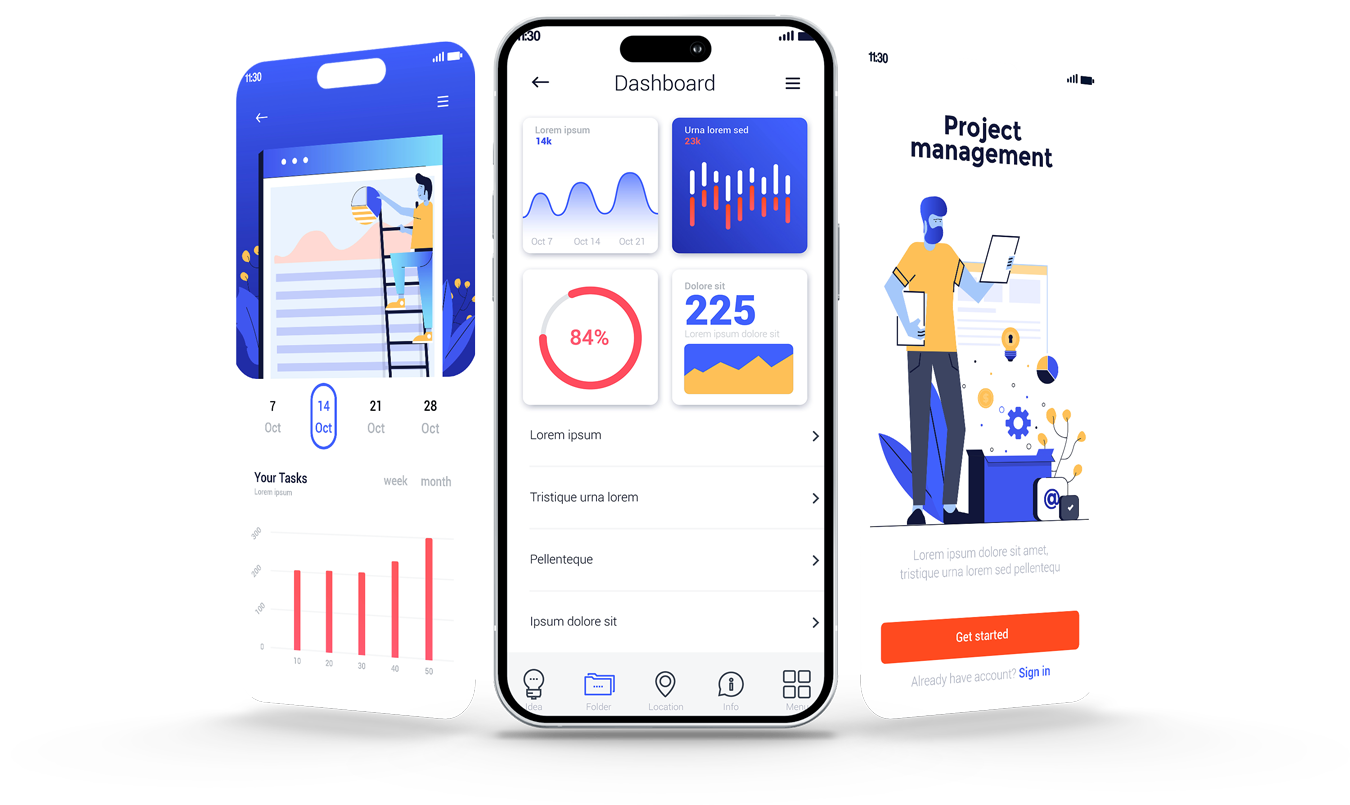 11:30
7
Oct
14
Oct
21
Oct
28
Oct
Your Tasks
Lorem ipsum
week month
300
200
100
0
10 20 30 40 50
11:30
Dashboard
Lorem ipsum
14k
Oct 7 Oct 14 Oct 21
Urna lorem sed
23k
84%
Dolore sit
225
Lorem ipsum dolore sit
Lorem ipsum
Tristique urna lorem
Pellenteque
Ipsum dolore sit
Idea Folder Location Info Menu
11:30
Project
management
@
Lorem ipsum dolore sit amet,
tristique urna lorem sed pellentequ
Get started
Already have account? Sign in